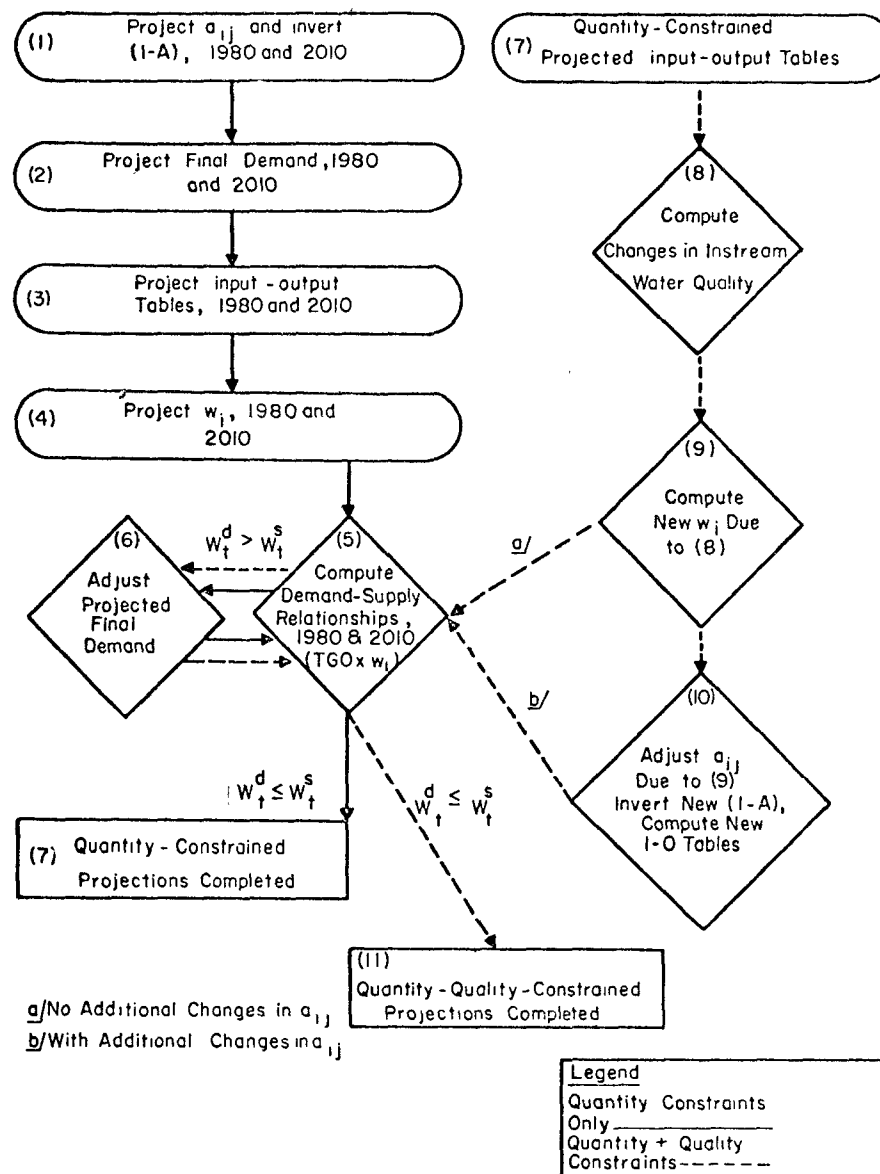 (1) Project a_ij and invert
(1-A), 1980 and 2010
(2) Project Final Demand, 1980
and 2010
(3) Project input-output
Tables, 1980 and 2010
(4) Project w_i, 1980 and
2010
(5)
Compute
Demand-Supply
Relationships,
1980 & 2010
(TGO x w_i)
W_t^d > W_t^s
(6)
Adjust
Projected
Final
Demand
W_t^d ≤ W_t^s
(7) Quantity-Constrained
Projections Completed
W_t^d ≤ W_t^s
(7) Quantity-Constrained
Projected input-output Tables
(8)
Compute
Changes in Instream
Water Quality
(9)
Compute
New w_i Due
to (8)
a/
b/
(10)
Adjust a_ij
Due to (9)
Invert New (1-A),
Compute New
1-0 Tables
(11)
Quantity-Quality-Constrained
Projections Completed
a/No Additional Changes in a_ij
b/With Additional Changes in a_ij
Legend
Quantity Constraints
Only
Quantity + Quality
Constraints